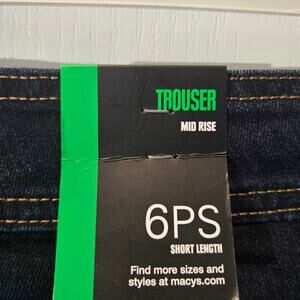 TROUSER
MID RISE
6PS
SHORT LENGTH
Find more sizes and
styles at macys.com